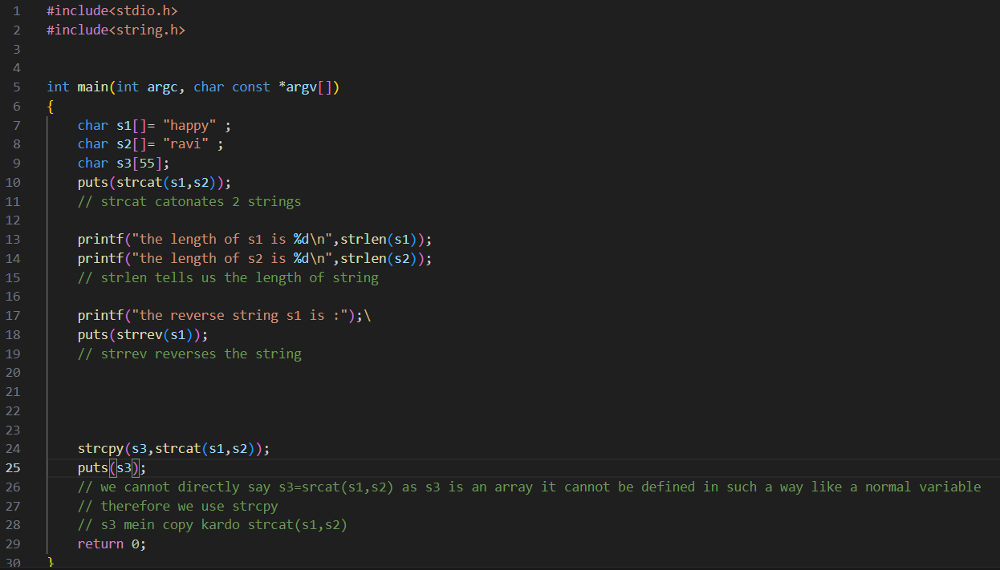 1 #include<stdio.h>
2 #include<string.h>
3
4
5 int main(int argc, char const *argv[])
6 {
7     char s1[]= "happy" ;
8     char s2[]= "ravi" ;
9     char s3[55];
10     puts(strcat(s1,s2));
11     // strcat catonates 2 strings
12
13     printf("the length of s1 is %d\n",strlen(s1));
14     printf("the length of s2 is %d\n",strlen(s2));
15     // strlen tells us the length of string
16
17     printf("the reverse string s1 is :");\
18     puts(strrev(s1));
19     // strrev reverses the string
20
21
22
23
24     strcpy(s3,strcat(s1,s2));
25     puts(s3);
26     // we cannot directly say s3=srcat(s1,s2) as s3 is an array it cannot be defined in such a way like a normal variable
27     // therefore we use strcpy
28     // s3 mein copy kardo strcat(s1,s2)
29     return 0;
30 }